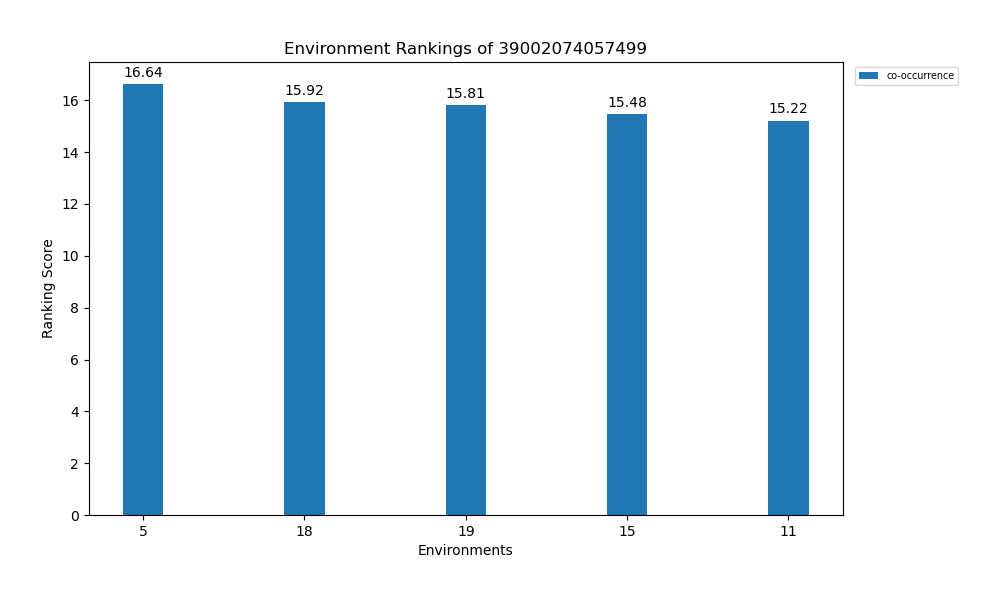 Environment Rankings of 39002074057499
co-occurrence
16.64
15.92
15.81
15.48
15.22
Ranking Score
16
14
12
10
8
6
4
2
0
5 18 19 15 11
Environments